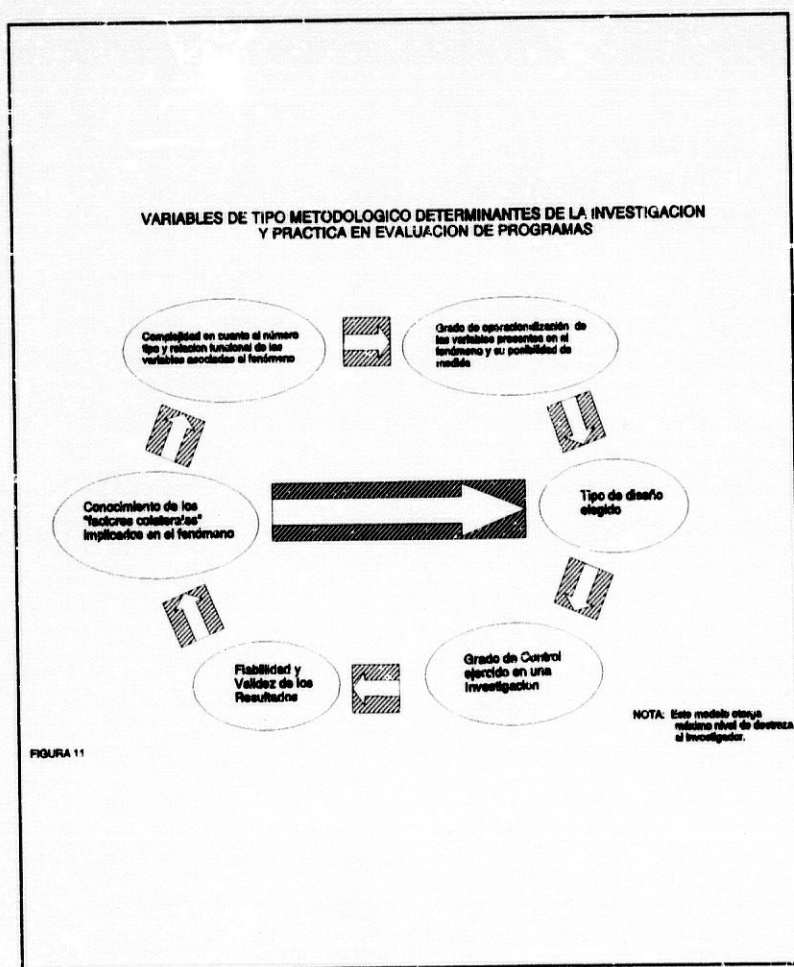 VARIABLES DE TIPO METODOLOGICO DETERMINANTES DE LA INVESTIGACION
Y PRACTICA EN EVALUACION DE PROGRAMAS
Complejidad en cuanto al número
tipo y relacion funcional de las
variables asociadas al fenómeno
Grado de operacionalización de
las variables presentes en el
fenómeno y su posibilidad de
medida
Conocimiento de los
"factores colaterales"
implicados en el fenómeno
Tipo de diseño
elegido
Fiabilidad y
Validez de los
Resultados
Grado de Control
ejercido en una
Investigación
NOTA: Este modelo otorga
máximo nivel de destreza
al investigador.
FIGURA 11